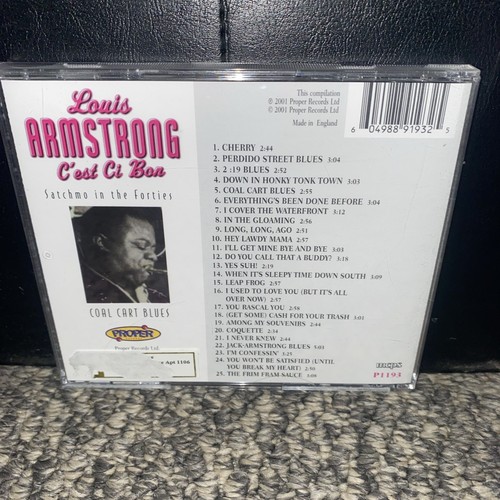 Louis
ARMSTRONG
C'est Ci Bon
Satchmo in the Forties
COAL CART BLUES
PROPER
Proper Records Ltd
Apt 1106
This compilation
℗ 2001 Proper Records Ltd
© 2001 Proper Records Ltd
Made in England
6 04988 91932 5
1. CHERRY 2:44
2. PERDIDO STREET BLUES 3:04
3. 2 :19 BLUES 2:52
4. DOWN IN HONKY TONK TOWN 3:03
5. COAL CART BLUES 2:55
6. EVERYTHING'S BEEN DONE BEFORE 3:04
7. I COVER THE WATERFRONT 3:12
8. IN THE GLOAMING 2:56
9. LONG, LONG, AGO 2:51
10. HEY LAWDY MAMA 2:57
11. I'LL GET MINE BYE AND BYE 3:03
12. DO YOU CALL THAT A BUDDY? 3:18
13. YES SUH! 2:19
14. WHEN IT'S SLEEPY TIME DOWN SOUTH 3:09
15. LEAP FROG 2:57
16. I USED TO LOVE YOU (BUT IT'S ALL
OVER NOW) 2:57
17. YOU RASCAL YOU 2:58
18. (GET SOME) CASH FOR YOUR TRASH 3:01
19. AMONG MY SOUVENIRS 2:44
20. COQUETTE 2:34
21. I NEVER KNEW 2:44
22. JACK-ARMSTRONG BLUES 5:03
23. I'M CONFESSIN' 3:25
24. YOU WON'T BE SATISFIED (UNTIL
YOU BREAK MY HEART) 2:50
25. THE FRIM FRAM SAUCE 3:08
mcps
P1193